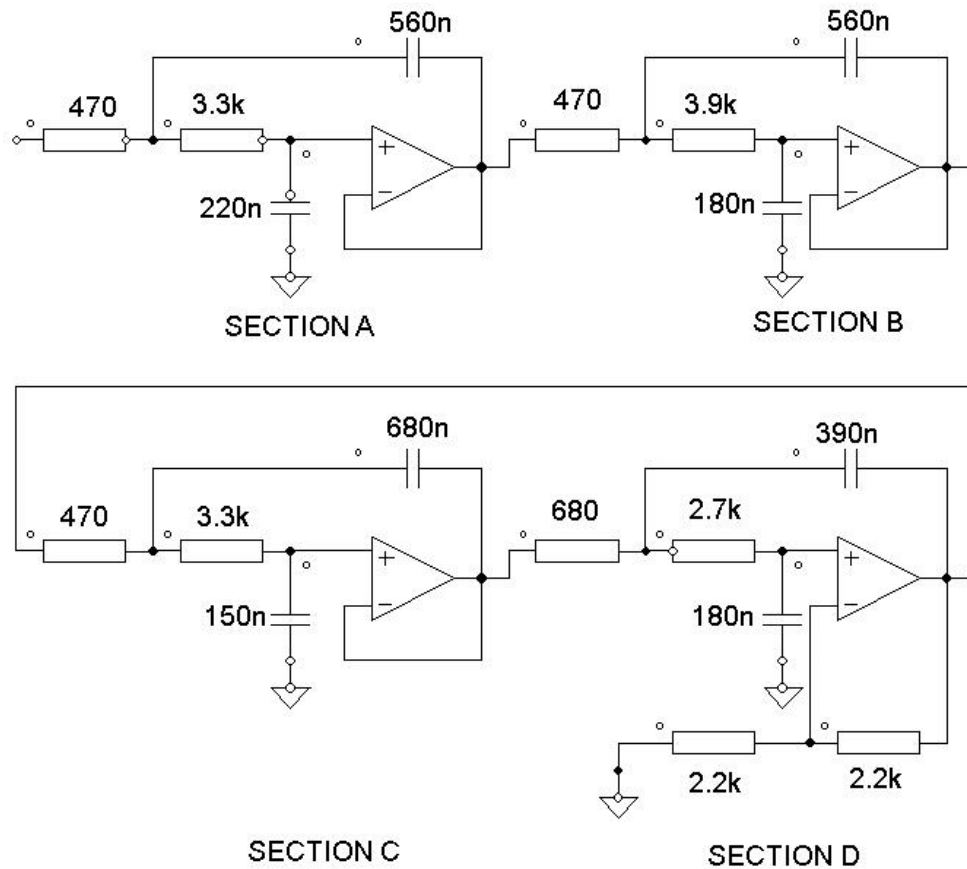 560n
560n
470
3.3k
470
3.9k
+
+
−
−
220n
180n
SECTION A
SECTION B
680n
390n
470
3.3k
680
2.7k
+
+
−
−
150n
180n
2.2k
2.2k
SECTION C
SECTION D